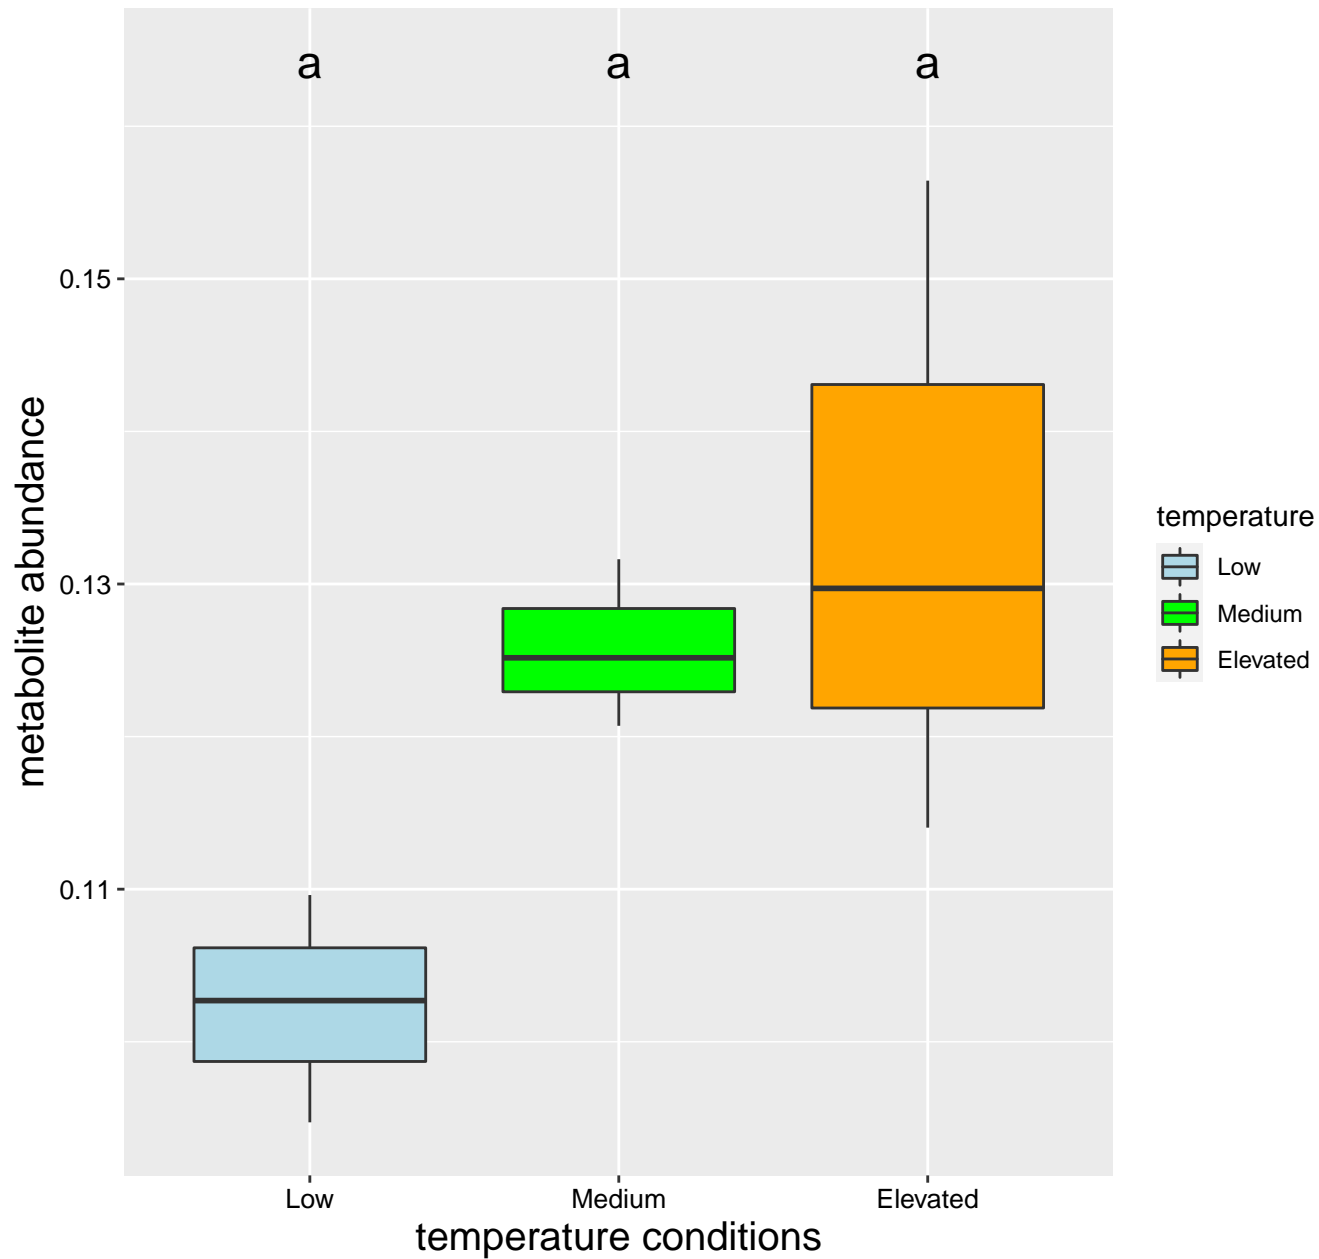 a a a
0.15
0.13
0.11
metabolite abundance
Low Medium Elevated
temperature conditions
temperature
Low
Medium
Elevated